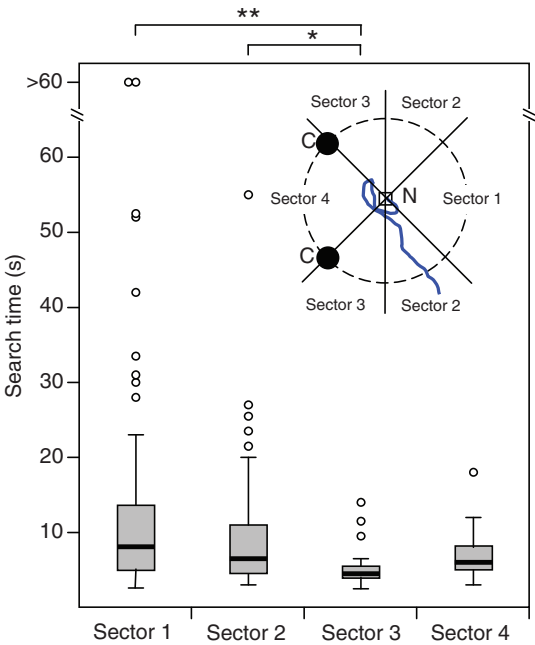 **
*
>60
60
50
40
30
20
10
Search time (s)
Sector 3 Sector 2
C
N
Sector 4 Sector 1
C
Sector 3 Sector 2
Sector 1 Sector 2 Sector 3 Sector 4